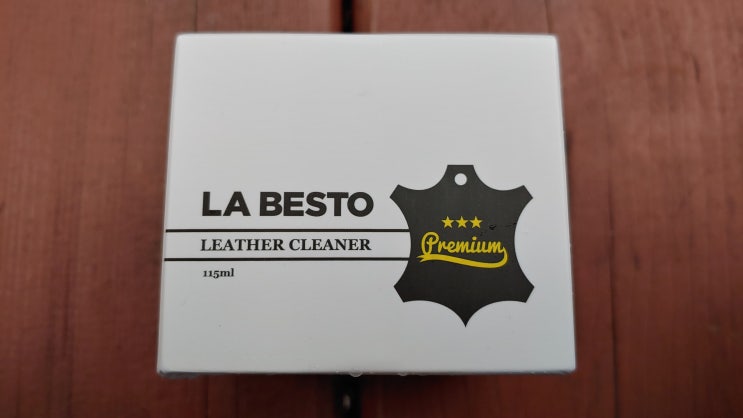 LA BESTO
LEATHER CLEANER
115ml
Premium